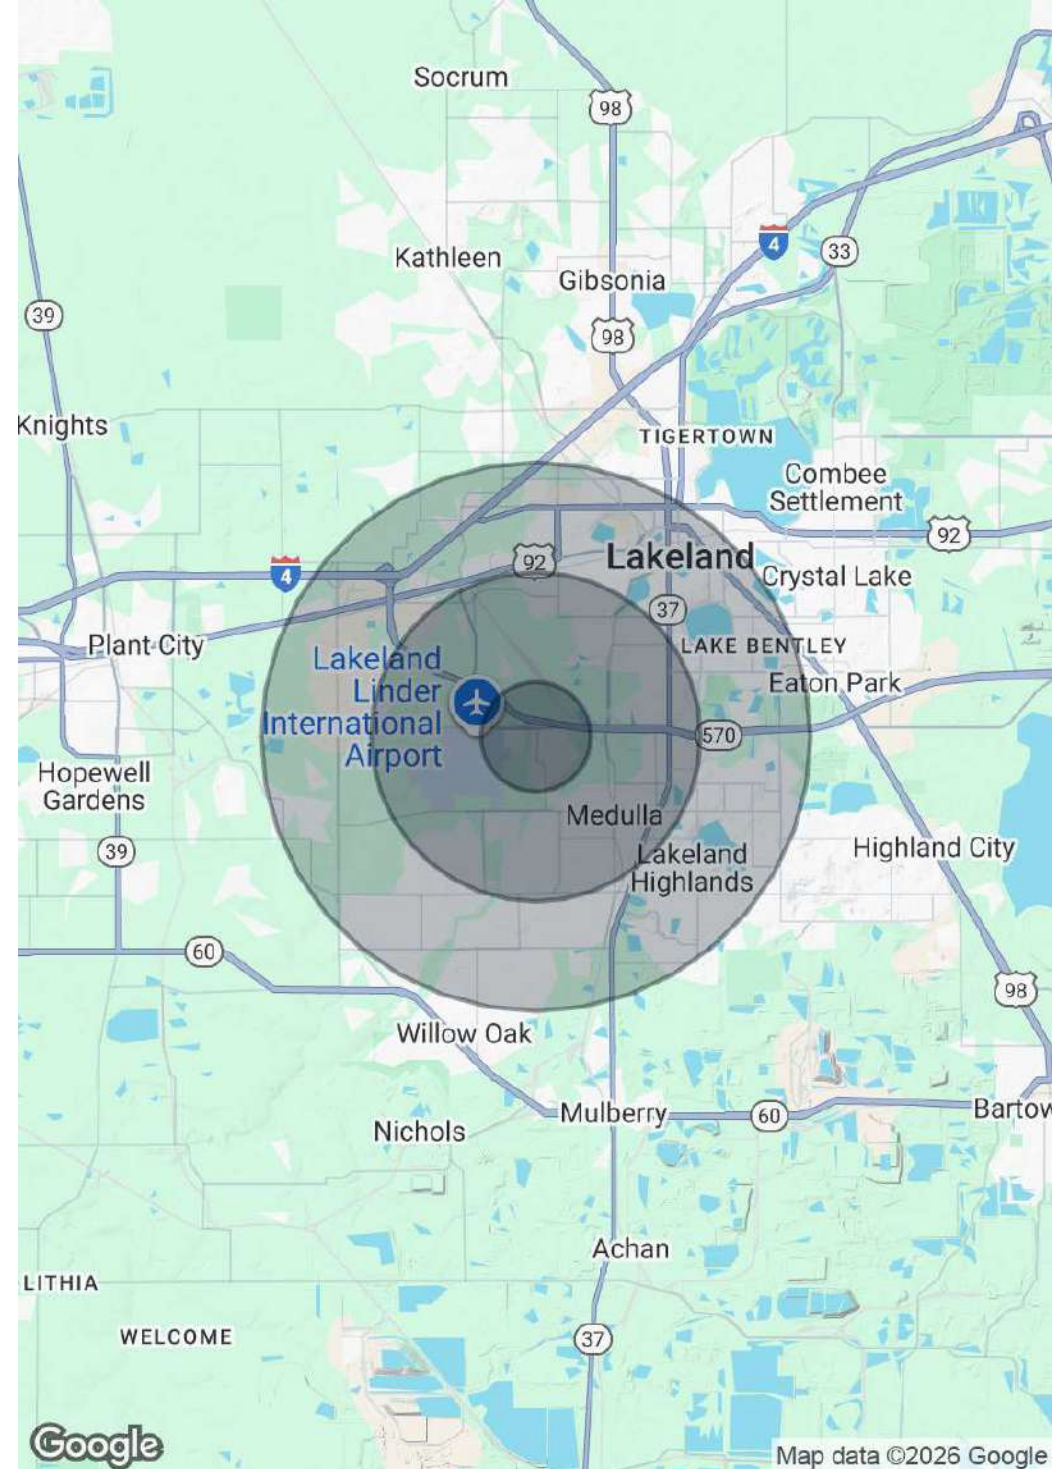 Socrum
98
4
33
Kathleen
Gibsonia
39
98
Knights
TIGERTOWN
Combee
Settlement
92
92
Lakeland
4
Crystal Lake
37
Plant City
LAKE BENTLEY
Lakeland
Linder
International
Airport
Eaton Park
570
Hopewell
Gardens
Medulla
39
Lakeland
Highlands
Highland City
60
98
Willow Oak
Mulberry
60
Bartow
Nichols
Achan
LITHIA
WELCOME
37
Google
Map data ©2026 Google